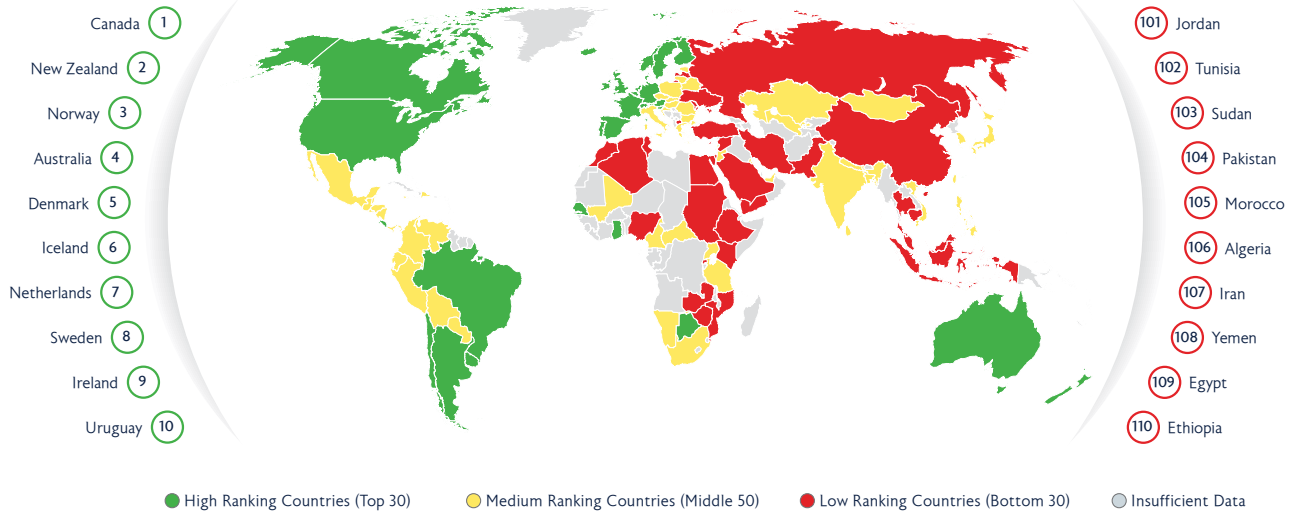 Canada 1
New Zealand 2
Norway 3
Australia 4
Denmark 5
Iceland 6
Netherlands 7
Sweden 8
Ireland 9
Uruguay 10
101 Jordan
102 Tunisia
103 Sudan
104 Pakistan
105 Morocco
106 Algeria
107 Iran
108 Yemen
109 Egypt
110 Ethiopia
High Ranking Countries (Top 30)
Medium Ranking Countries (Middle 50)
Low Ranking Countries (Bottom 30)
Insufficient Data